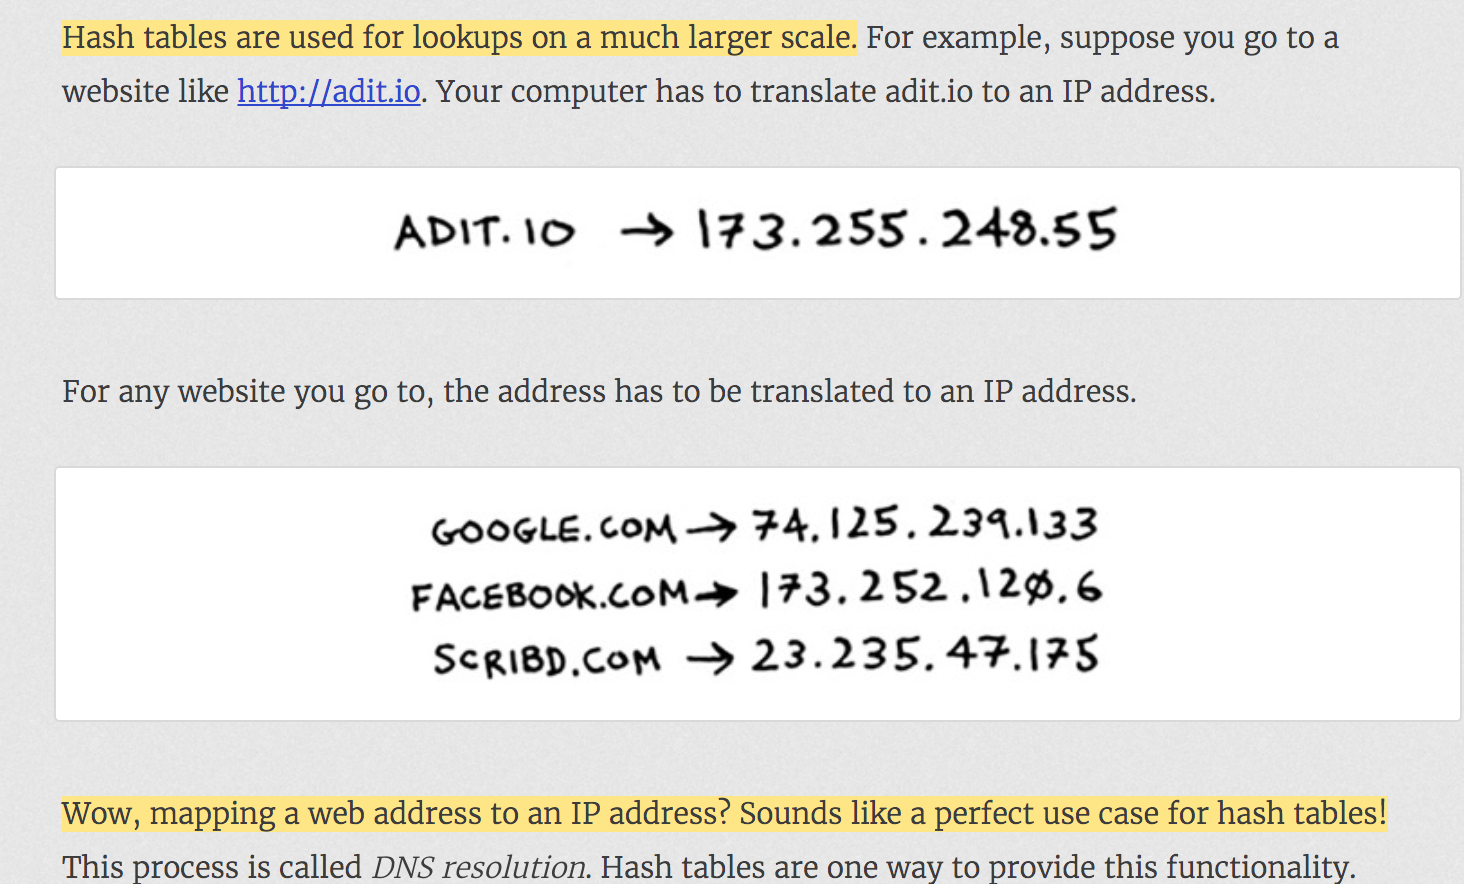 Hash tables are used for lookups on a much larger scale. For example, suppose you go to a
website like http://adit.io. Your computer has to translate adit.io to an IP address.
ADIT.IO → 173.255.248.55
For any website you go to, the address has to be translated to an IP address.
GOOGLE.COM → 74.125.239.133
FACEBOOK.COM → 173.252.120.6
SCRIBD.COM → 23.235.47.175
Wow, mapping a web address to an IP address? Sounds like a perfect use case for hash tables!
This process is called DNS resolution. Hash tables are one way to provide this functionality.